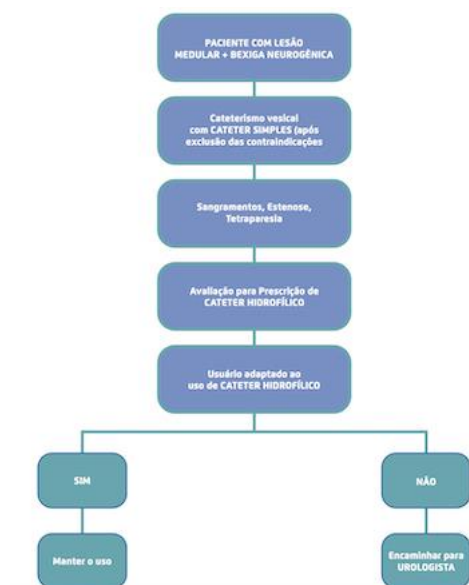 PACIENTE COM LESÃO
MEDULAR + BEXIGA NEUROGÊNICA
Cateterismo vesical
com CATETER SIMPLES (após
exclusão das contraindicações
Sangramentos, Estenose,
Tetraparesia
Avaliação para Prescrição de
CATETER HIDROFÍLICO
Usuário adaptado ao
uso de CATETER HIDROFÍLICO
SIM
NÃO
Manter o uso
Encaminhar para
UROLOGISTA